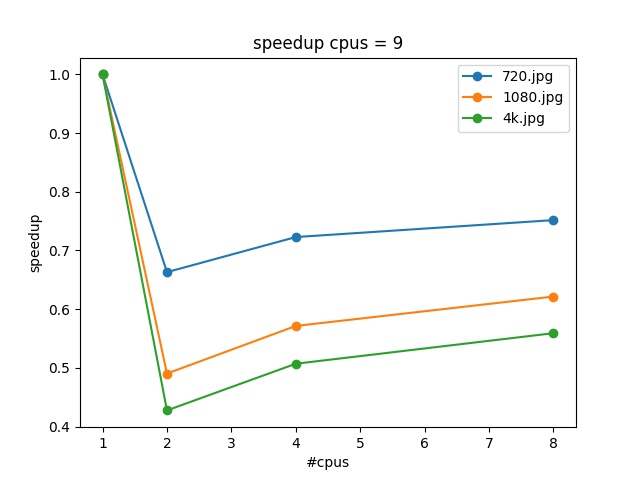 speedup cpus = 9
720.jpg
1080.jpg
4k.jpg
1.0
0.9
0.8
0.7
0.6
0.5
0.4
speedup
1 2 3 4 5 6 7 8
#cpus